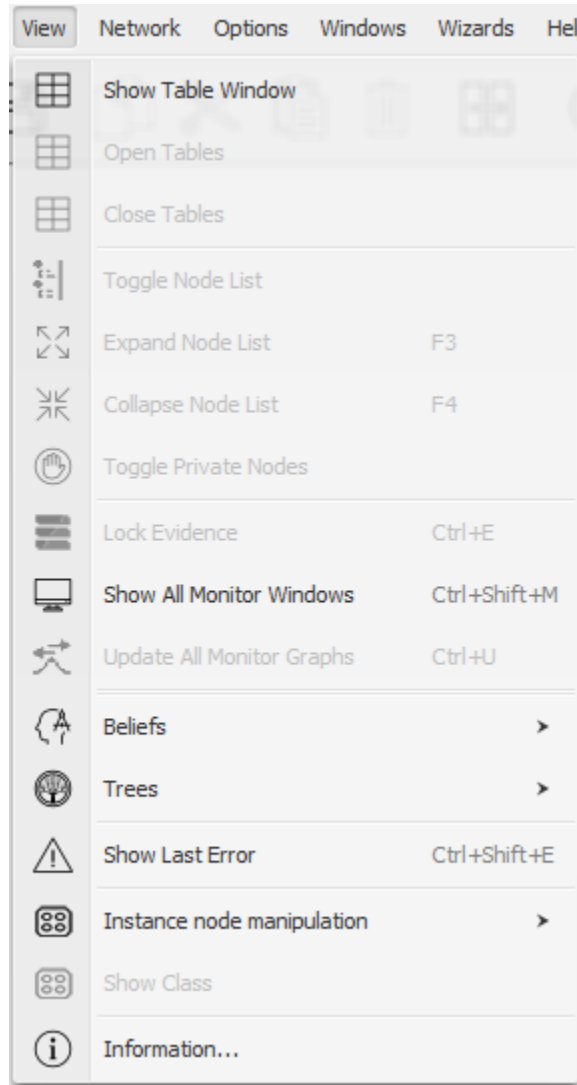 View Network Options Windows Wizards Hel
Show Table Window
Open Tables
Close Tables
Toggle Node List
Expand Node List F3
Collapse Node List F4
Toggle Private Nodes
Lock Evidence Ctrl+E
Show All Monitor Windows Ctrl+Shift+M
Update All Monitor Graphs Ctrl+U
Beliefs
Trees
Show Last Error Ctrl+Shift+E
Instance node manipulation
Show Class
Information...